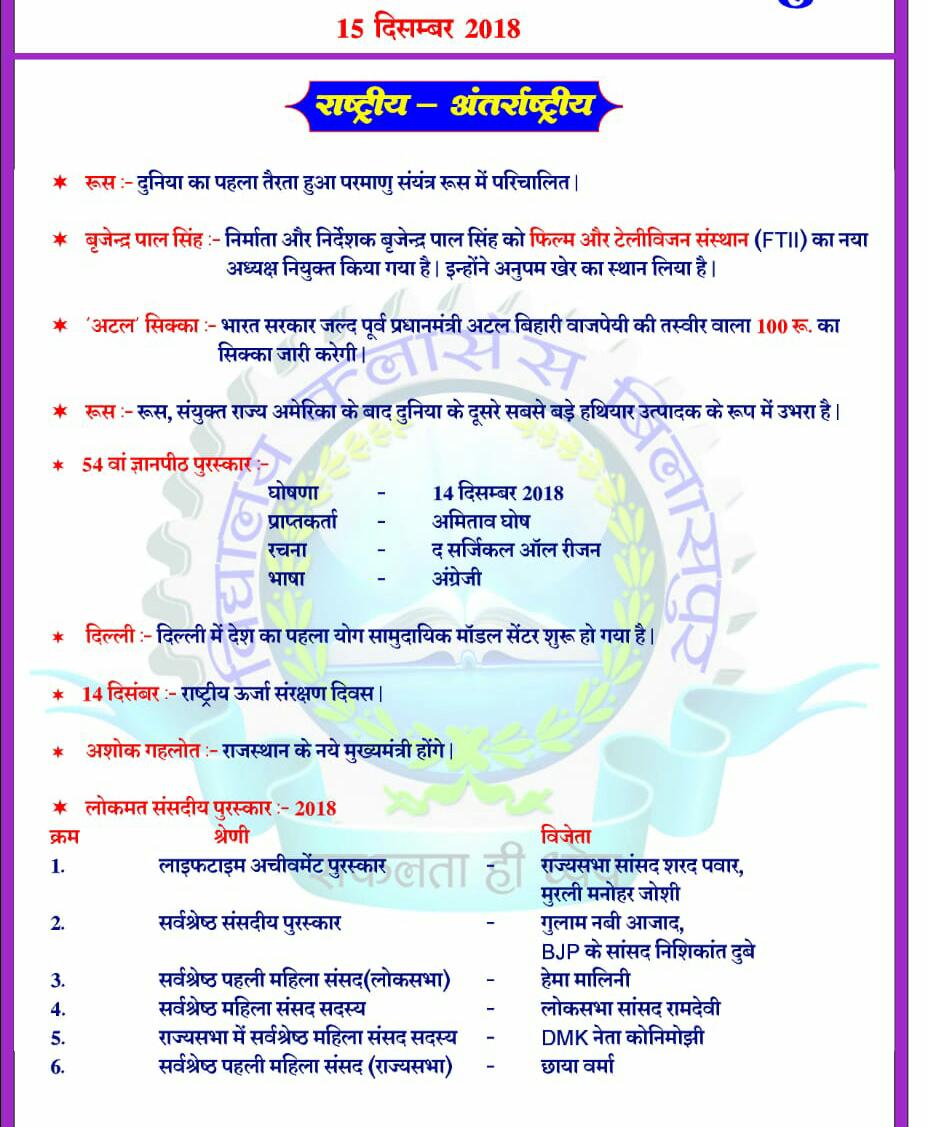 15 दिसम्बर 2018
राष्ट्रीय – अंतर्राष्ट्रीय
✶ रूस :- दुनिया का पहला तैरता हुआ परमाणु संयंत्र रूस में परिचालित।
✶ बृजेन्द्र पाल सिंह :- निर्माता और निर्देशक बृजेन्द्र पाल सिंह को फिल्म और टेलीविजन संस्थान (FTII) का नया
अध्यक्ष नियुक्त किया गया है। इन्होंने अनुपम खेर का स्थान लिया है।
✶ 'अटल' सिक्का :- भारत सरकार जल्द पूर्व प्रधानमंत्री अटल बिहारी वाजपेयी की तस्वीर वाला 100 रू. का
सिक्का जारी करेगी।
✶ रूस :- रूस, संयुक्त राज्य अमेरिका के बाद दुनिया के दूसरे सबसे बड़े हथियार उत्पादक के रूप में उभरा है।
✶ 54 वां ज्ञानपीठ पुरस्कार :-
घोषणा - 14 दिसम्बर 2018
प्राप्तकर्ता - अमिताव घोष
रचना - द सर्जिकल ऑल रीजन
भाषा - अंग्रेजी
✶ दिल्ली :- दिल्ली में देश का पहला योग सामुदायिक मॉडल सेंटर शुरू हो गया है।
✶ 14 दिसंबर :- राष्ट्रीय ऊर्जा संरक्षण दिवस।
✶ अशोक गहलोत :- राजस्थान के नये मुख्यमंत्री होंगे।
✶ लोकमत संसदीय पुरस्कार :- 2018
क्रम श्रेणी विजेता
1. लाइफटाइम अचीवमेंट पुरस्कार - राज्यसभा सांसद शरद पवार,
मुरली मनोहर जोशी
2. सर्वश्रेष्ठ संसदीय पुरस्कार - गुलाम नबी आजाद,
BJP के सांसद निशिकांत दुबे
3. सर्वश्रेष्ठ पहली महिला संसद(लोकसभा) - हेमा मालिनी
4. सर्वश्रेष्ठ महिला संसद सदस्य - लोकसभा सांसद रामदेवी
5. राज्यसभा में सर्वश्रेष्ठ महिला संसद सदस्य - DMK नेता कोनिमोझी
6. सर्वश्रेष्ठ पहली महिला संसद (राज्यसभा) - छाया वर्मा
विद्यालय क्लासेस बिलासपुर
सफलता ही ध्येय